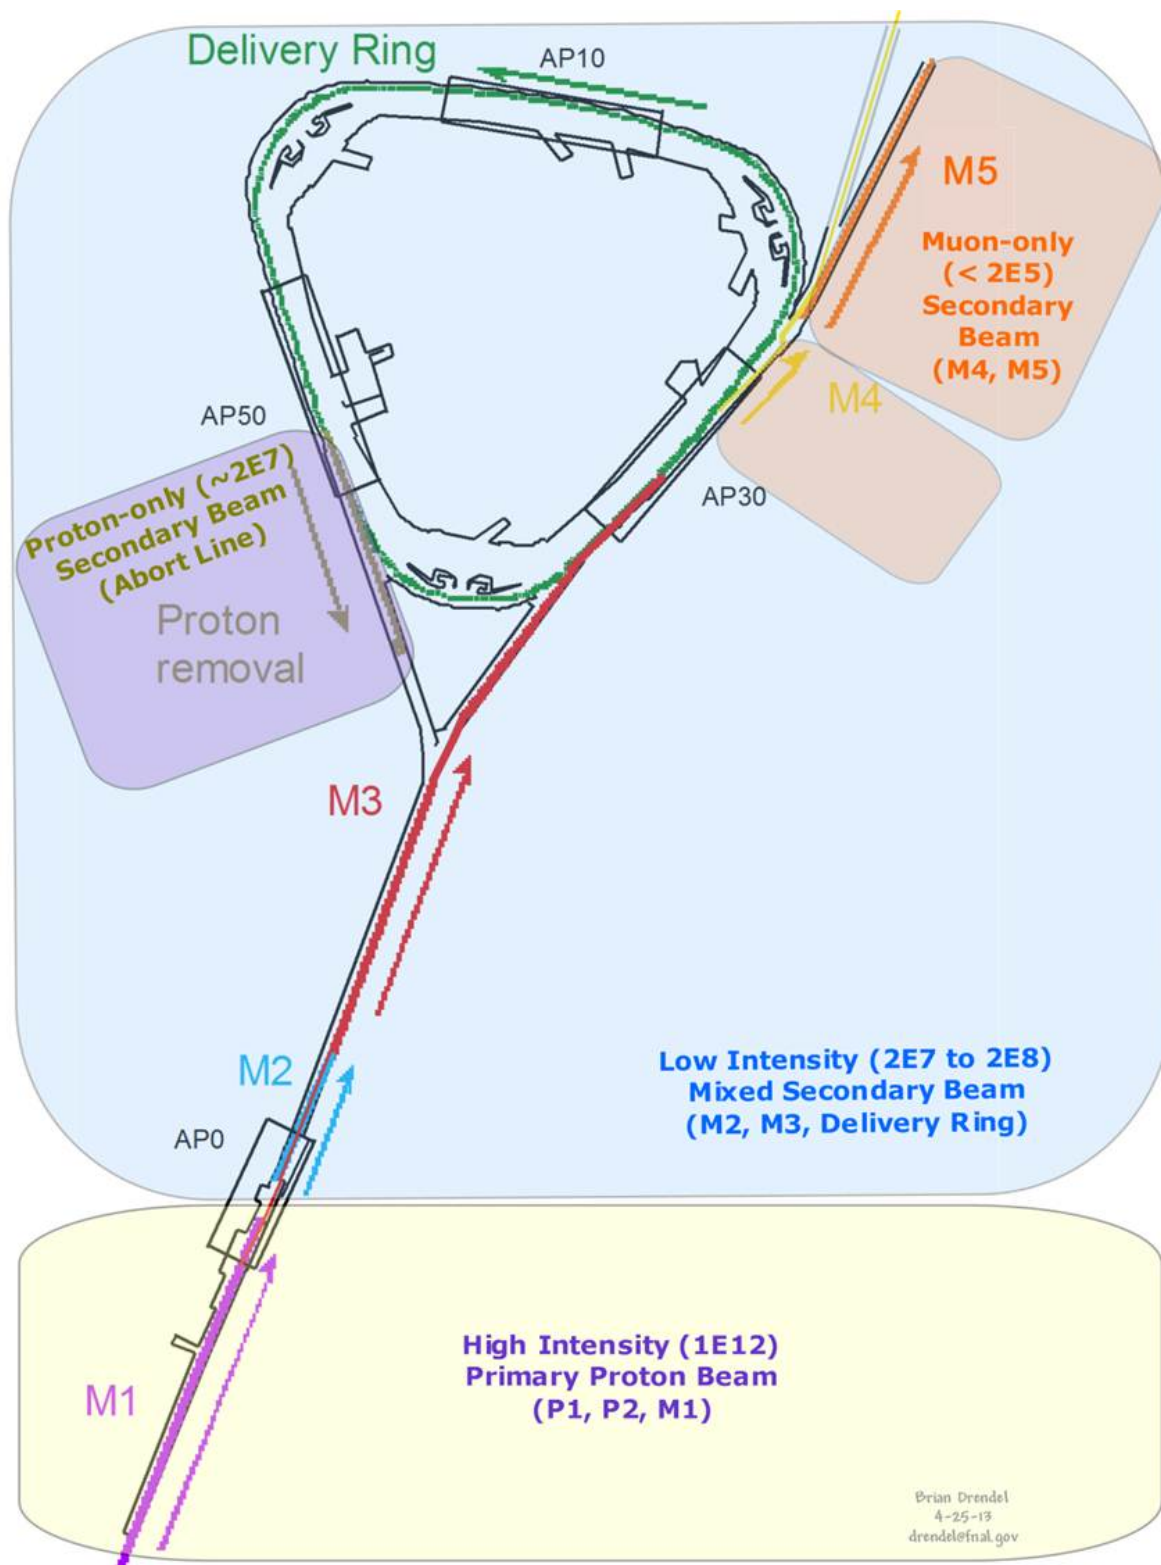 Delivery Ring
AP10
M5
Muon-only
(< 2E5)
Secondary
Beam
(M4, M5)
M4
AP50
AP30
Proton-only (~2E7)
Secondary Beam
(Abort Line)
Proton
removal
M3
M2
AP0
Low Intensity (2E7 to 2E8)
Mixed Secondary Beam
(M2, M3, Delivery Ring)
High Intensity (1E12)
Primary Proton Beam
(P1, P2, M1)
M1
Brian Drendel
4-25-13
drendel@fnal.gov